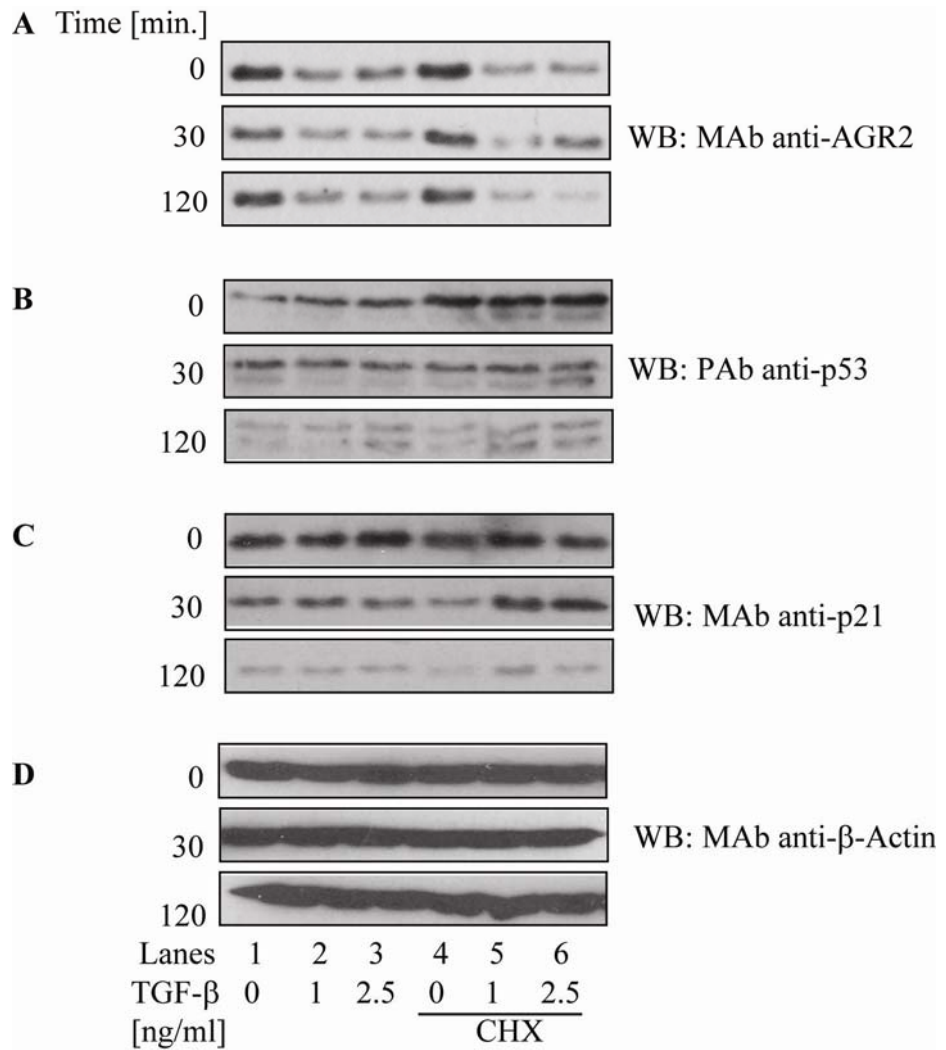 A Time [min.]
0
30 WB: MAb anti-AGR2
120
B 0
30 WB: PAb anti-p53
120
C 0
30 WB: MAb anti-p21
120
D 0
30 WB: MAb anti-β-Actin
120
Lanes 1 2 3 4 5 6
TGF-β 0 1 2.5 0 1 2.5
[ng/ml] CHX